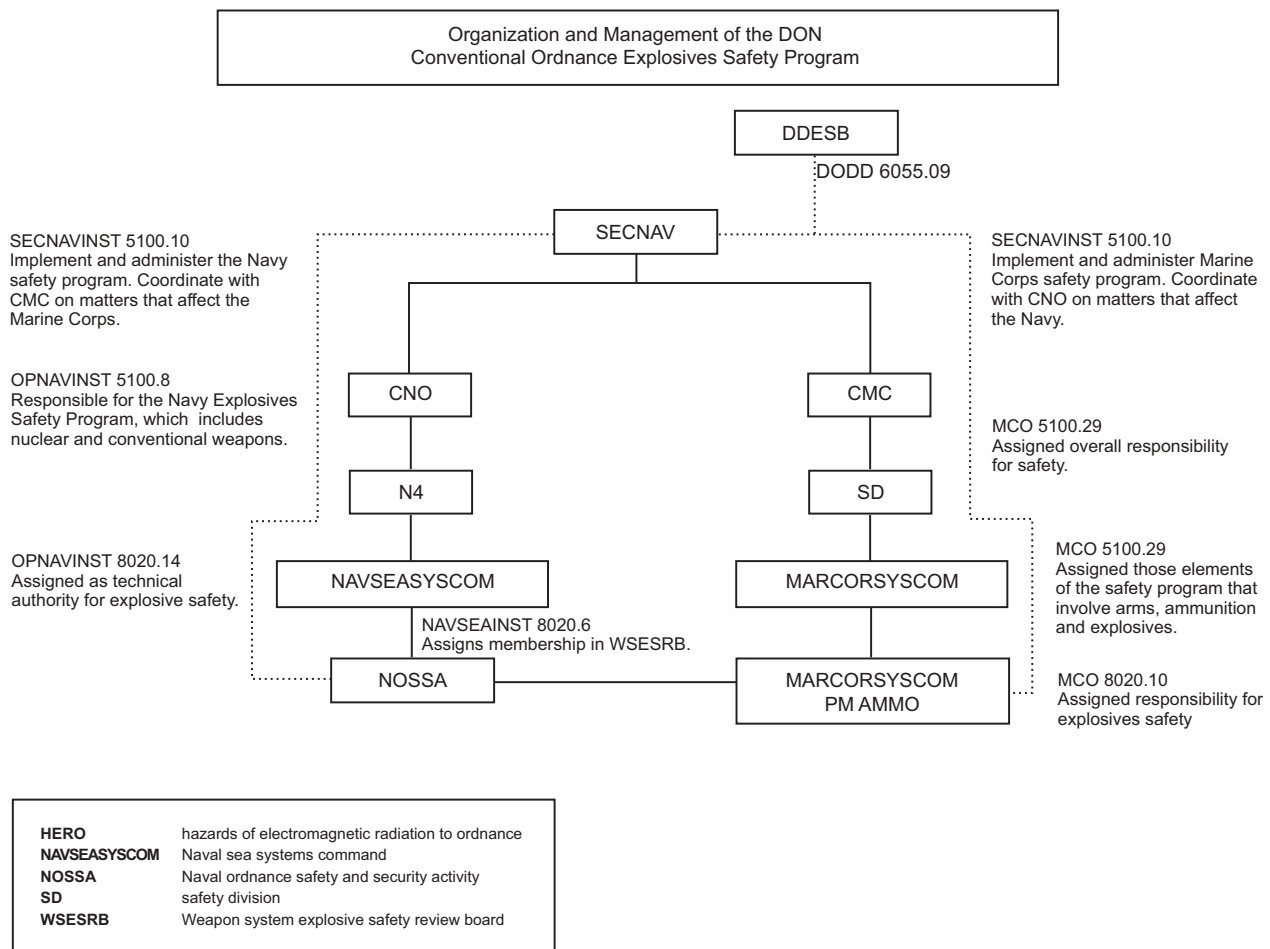 Organization and Management of the DON
Conventional Ordnance Explosives Safety Program
DDESB
DODD 6055.09
SECNAV
SECNAVINST 5100.10
Implement and administer the Navy
safety program. Coordinate with
CMC on matters that affect the
Marine Corps.
SECNAVINST 5100.10
Implement and administer Marine
Corps safety program. Coordinate
with CNO on matters that affect
the Navy.
OPNAVINST 5100.8
Responsible for the Navy Explosives
Safety Program, which includes
nuclear and conventional weapons.
CNO
CMC
MCO 5100.29
Assigned overall responsibility
for safety.
N4
SD
OPNAVINST 8020.14
Assigned as technical
authority for explosive safety.
NAVSEASYSCOM
MARCORSYSCOM
MCO 5100.29
Assigned those elements
of the safety program that
involve arms, ammunition
and explosives.
NAVSEAINST 8020.6
Assigns membership in WSESRB.
NOSSA
MARCORSYSCOM
PM AMMO
MCO 8020.10
Assigned responsibility for
explosives safety
HERO hazards of electromagnetic radiation to ordnance
NAVSEASYSCOM Naval sea systems command
NOSSA Naval ordnance safety and security activity
SD safety division
WSESRB Weapon system explosive safety review board